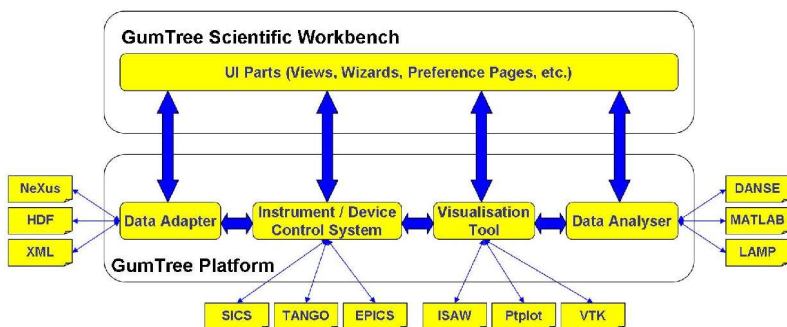 GumTree Scientific Workbench
UI Parts (Views, Wizards, Preference Pages, etc.)
NeXus
HDF
XML
Data Adapter
Instrument / Device
Control System
Visualisation
Tool
Data Analyser
DANSE
MATLAB
LAMP
GumTree Platform
SICS
TANGO
EPICS
ISAW
Ptplot
VTK